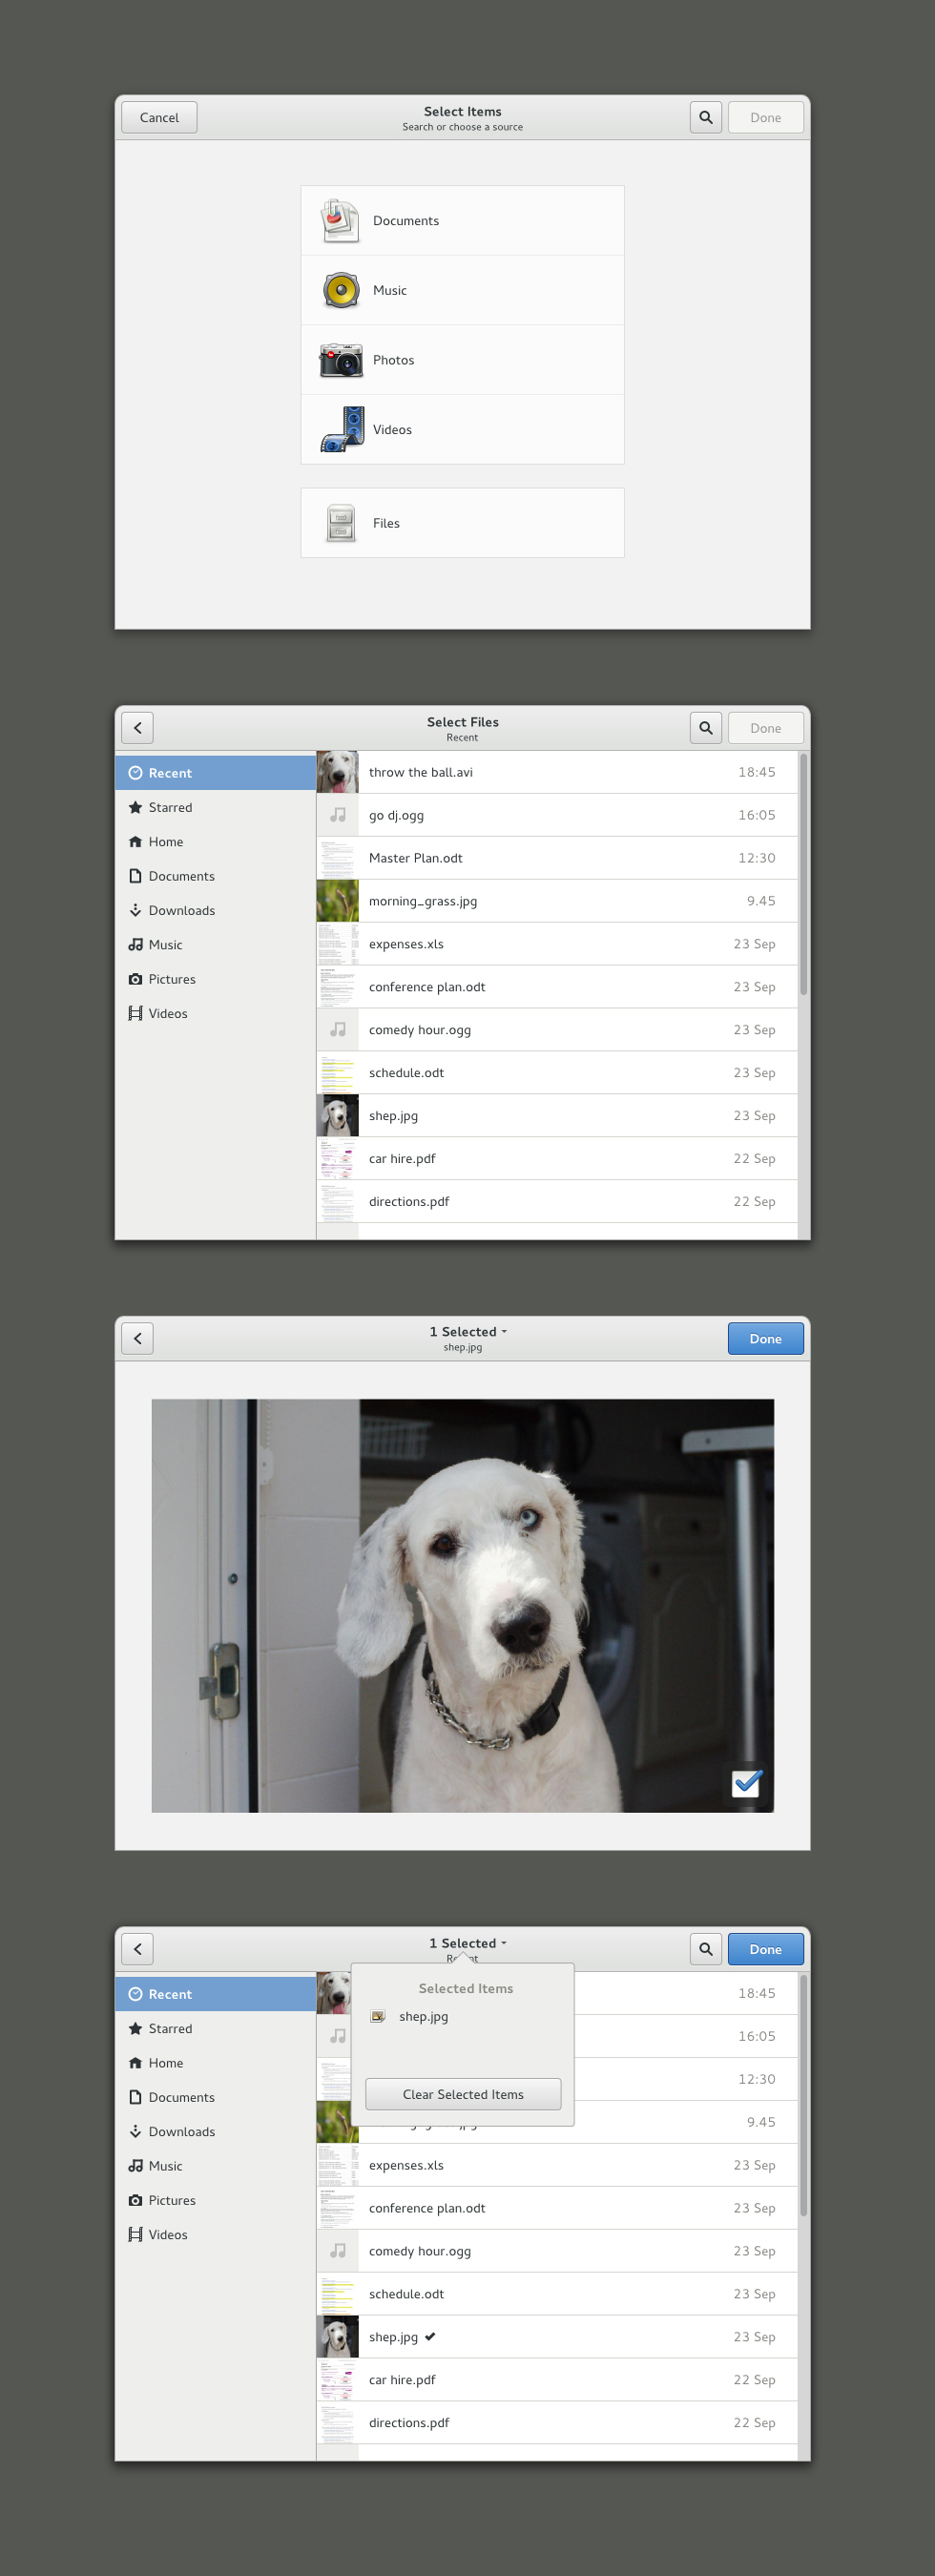 Cancel
Select Items
Search or choose a source
Done
Documents
Music
Photos
Videos
Files
Select Files
Recent
Done
Recent
Starred
Home
Documents
Downloads
Music
Pictures
Videos
throw the ball.avi 18:45
go dj.ogg 16:05
Master Plan.odt 12:30
morning_grass.jpg 9.45
expenses.xls 23 Sep
conference plan.odt 23 Sep
comedy hour.ogg 23 Sep
schedule.odt 23 Sep
shep.jpg 23 Sep
car hire.pdf 22 Sep
directions.pdf 22 Sep
1 Selected
shep.jpg
Done
1 Selected
Done
Recent
Starred
Home
Documents
Downloads
Music
Pictures
Videos
Selected Items
shep.jpg
Clear Selected Items
18:45
16:05
12:30
9.45
expenses.xls 23 Sep
conference plan.odt 23 Sep
comedy hour.ogg 23 Sep
schedule.odt 23 Sep
shep.jpg 23 Sep
car hire.pdf 22 Sep
directions.pdf 22 Sep